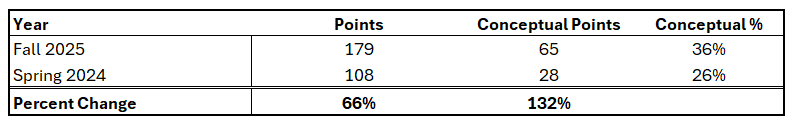 Year Points Conceptual Points Conceptual %
Fall 2025 179 65 36%
Spring 2024 108 28 26%
Percent Change 66% 132%